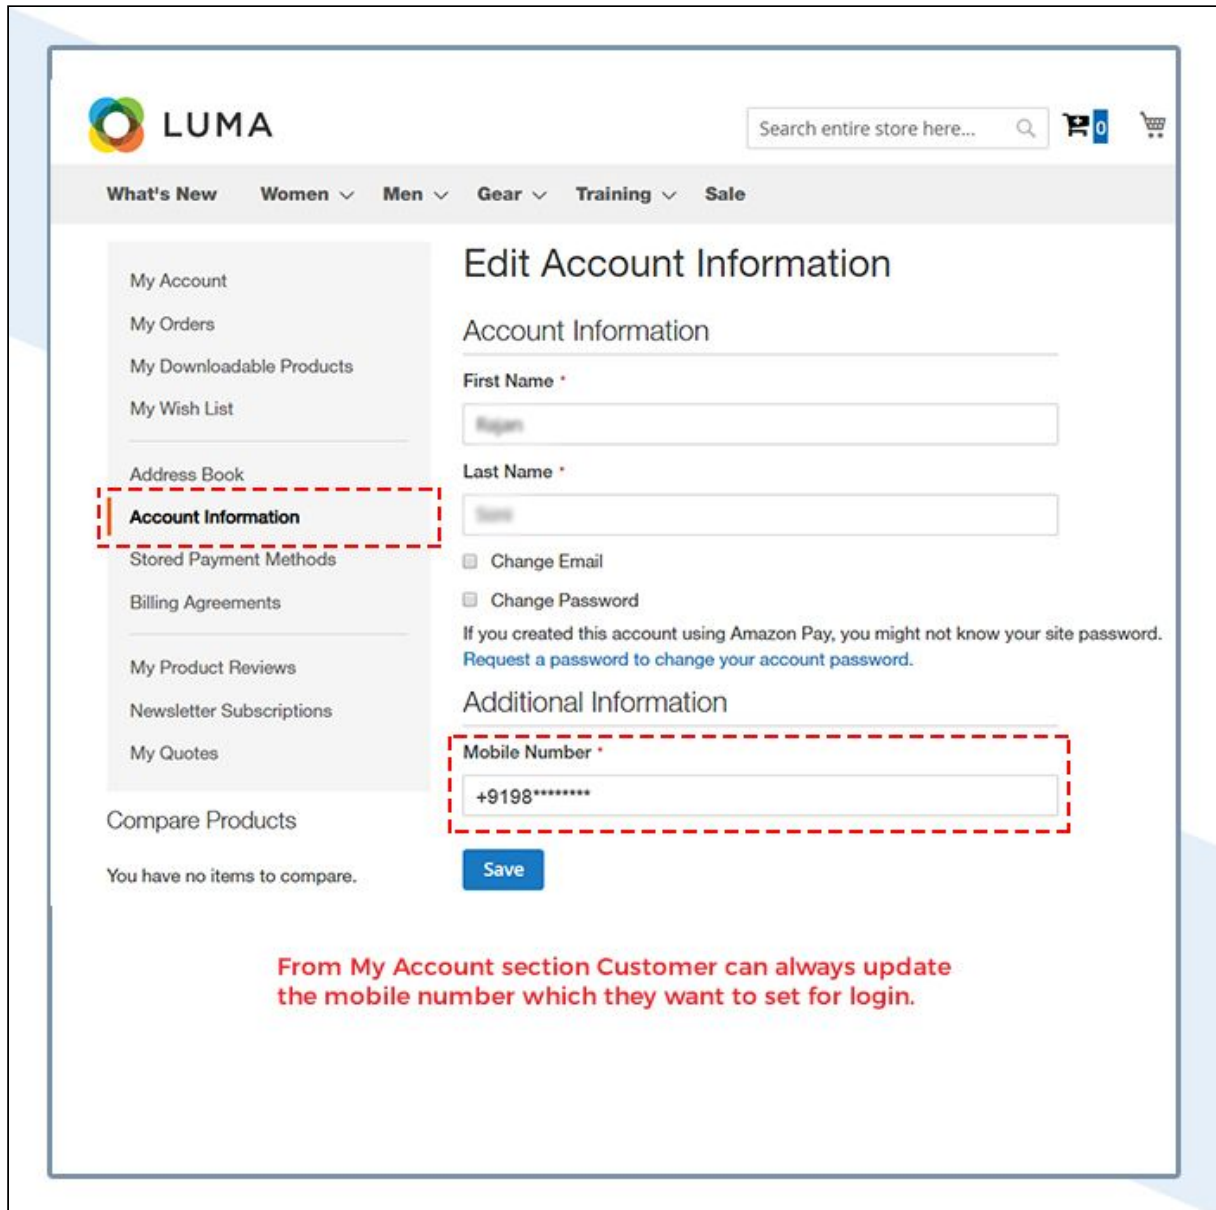 LUMA
Search entire store here...
0
What's New Women Men Gear Training Sale
My Account
My Orders
My Downloadable Products
My Wish List
Address Book
Account Information
Stored Payment Methods
Billing Agreements
My Product Reviews
Newsletter Subscriptions
My Quotes
Compare Products
You have no items to compare.
Edit Account Information
Account Information
First Name *
Last Name *
Change Email
Change Password
If you created this account using Amazon Pay, you might not know your site password.
Request a password to change your account password.
Additional Information
Mobile Number *
+9198********
Save
From My Account section Customer can always update
the mobile number which they want to set for login.